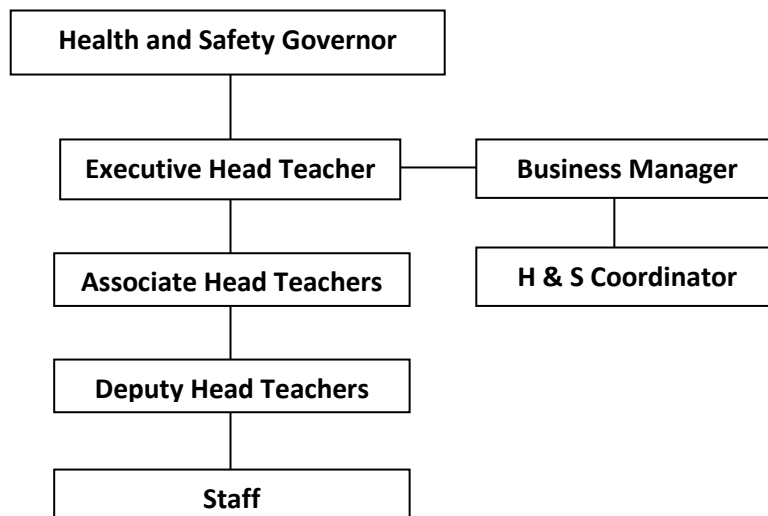 Health and Safety Governor
Executive Head Teacher
Business Manager
Associate Head Teachers
H & S Coordinator
Deputy Head Teachers
Staff